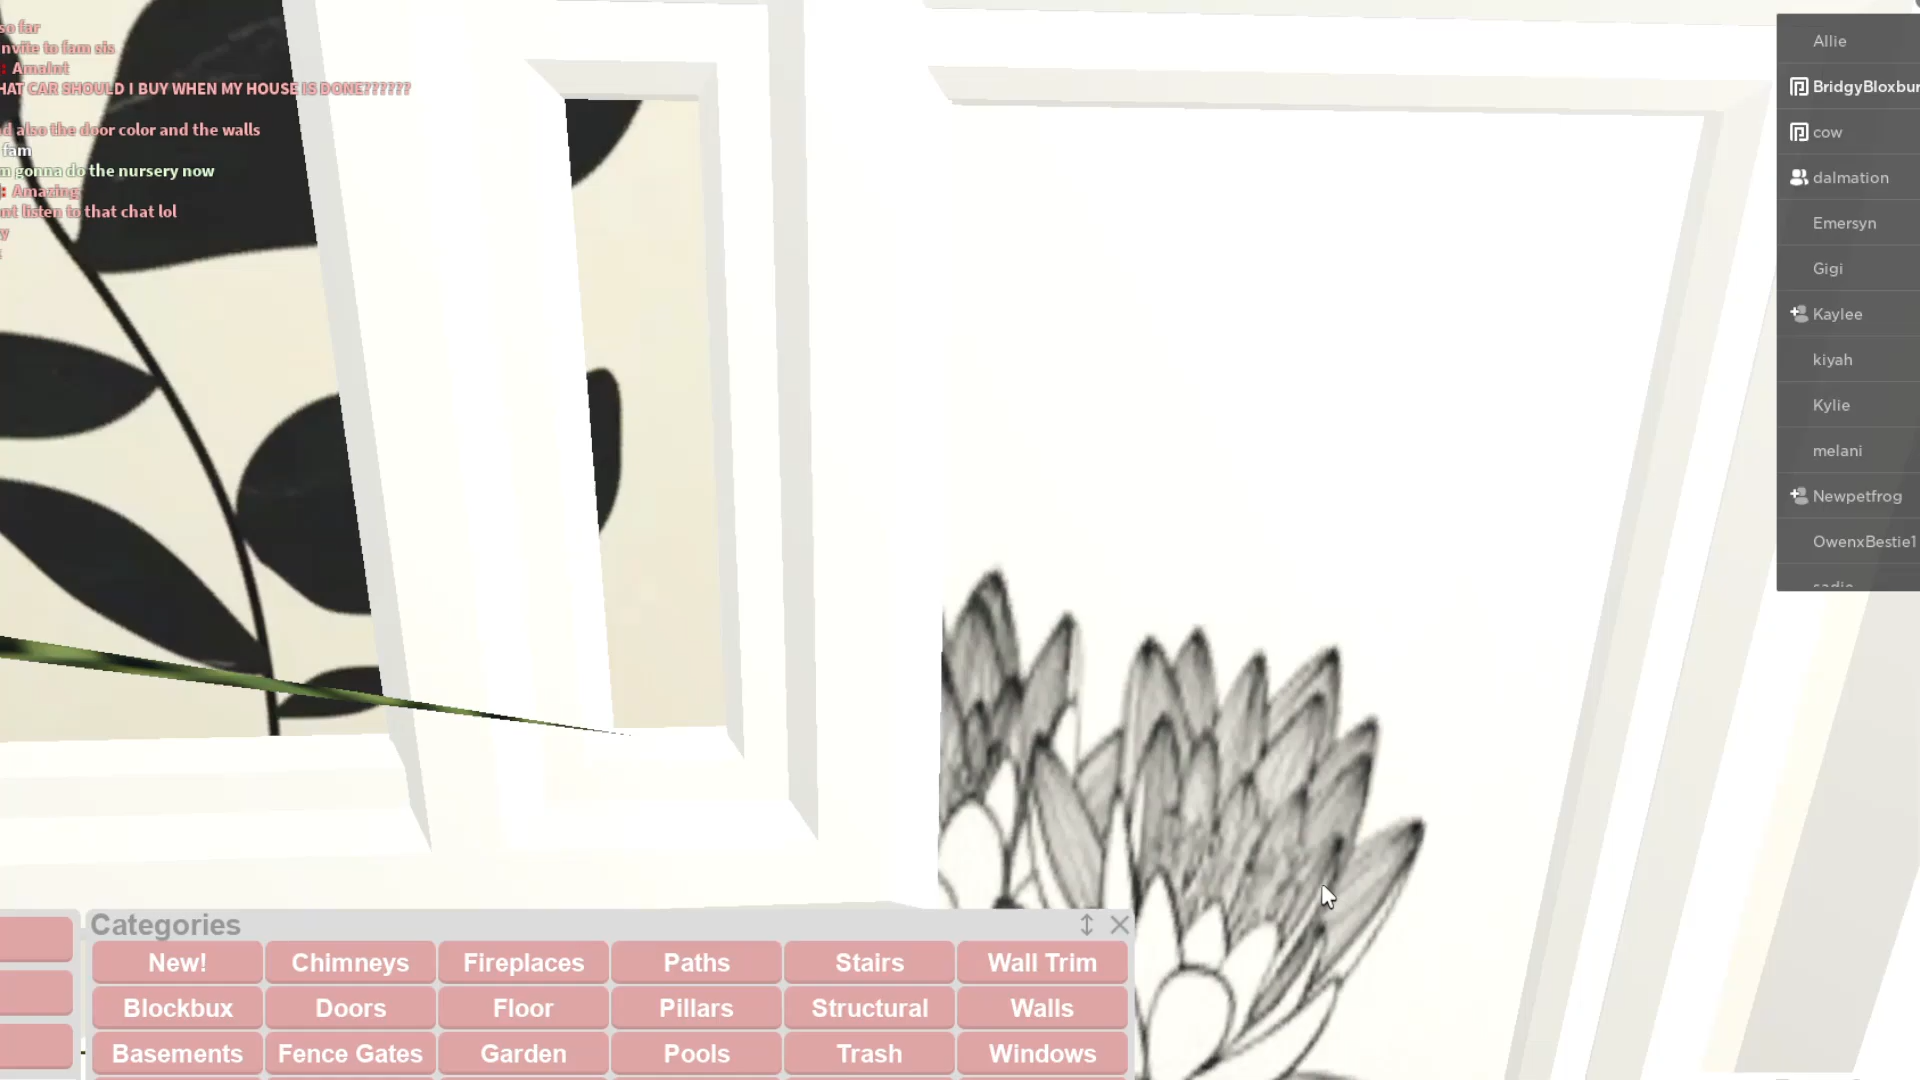 so far
nvite to fam sis
: Amalut
HAT CAR SHOULD I BUY WHEN MY HOUSE IS DONE??????
d also the door color and the walls
fam
m gonna do the nursery now
: Amazing
nt listen to that chat lol
y
Allie
BridgyBloxbur
cow
dalmation
Emersyn
Gigi
Kaylee
kiyah
Kylie
melani
Newpetfrog
OwenxBestie1
sadie
Categories
New! Chimneys Fireplaces Paths Stairs Wall Trim
Blockbux Doors Floor Pillars Structural Walls
Basements Fence Gates Garden Pools Trash Windows